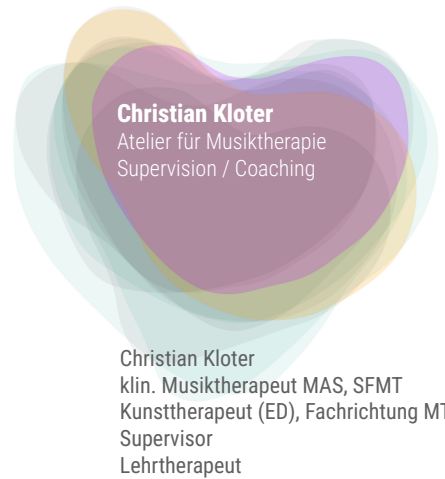 Christian Kloter
Atelier für Musiktherapie
Supervision / Coaching
Christian Kloter
klin. Musiktherapeut MAS, SFMT
Kunsttherapeut (ED), Fachrichtung MT
Supervisor
Lehrtherapeut